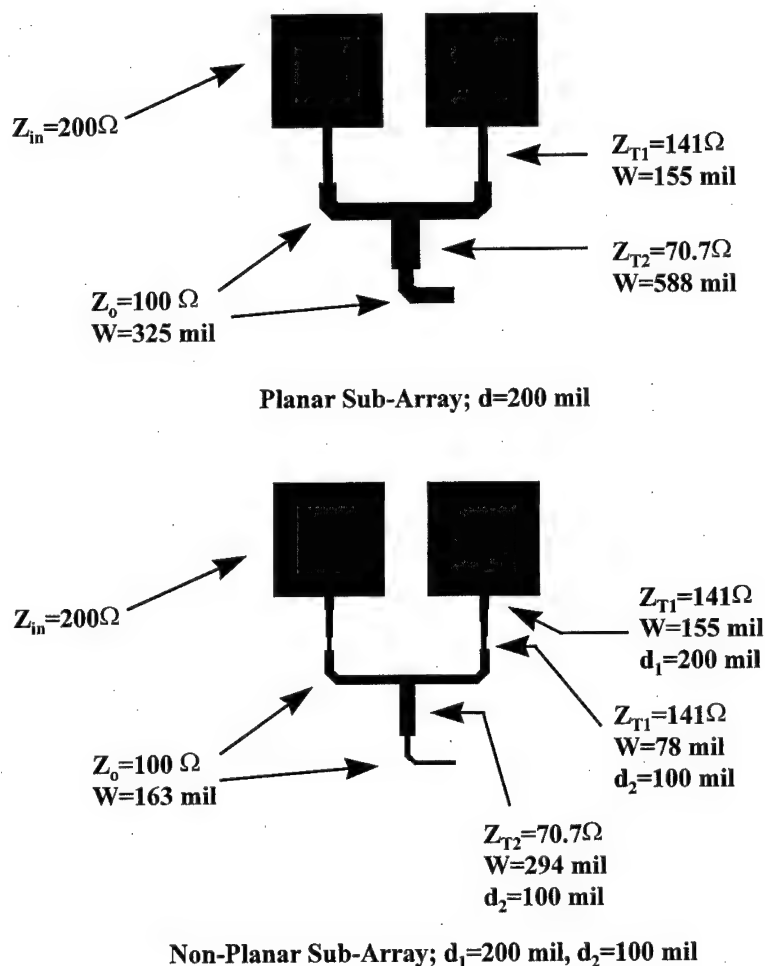 Z_in=200Ω
Z_T1=141Ω
W=155 mil
Z_T2=70.7Ω
W=588 mil
Z_o=100 Ω
W=325 mil
Planar Sub-Array; d=200 mil
Z_in=200Ω
Z_T1=141Ω
W=155 mil
d_1=200 mil
Z_T1=141Ω
W=78 mil
d_2=100 mil
Z_o=100 Ω
W=163 mil
Z_T2=70.7Ω
W=294 mil
d_2=100 mil
Non-Planar Sub-Array; d_1=200 mil, d_2=100 mil